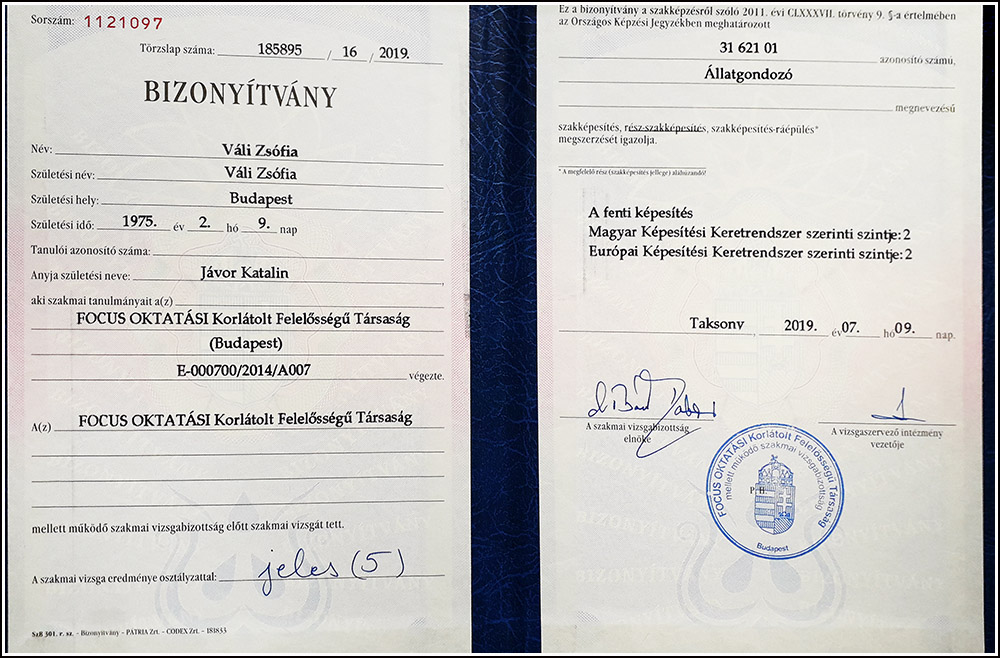 Sorszám: 1121097
Törzslap száma: 185895 / 16 / 2019.
BIZONYÍTVÁNY
Név: Váli Zsófia
Születési név: Váli Zsófia
Születési hely: Budapest
Születési idő: 1975. év 2. hó 9. nap
Tanulói azonosító száma:
Anyja születési neve: Jávor Katalin,
aki szakmai tanulmányait a(z)
FOCUS OKTATÁSI Korlátolt Felelősségű Társaság
(Budapest)
E-000700/2014/A007 végezte.
A(z) FOCUS OKTATÁSI Korlátolt Felelősségű Társaság
mellett működő szakmai vizsgabizottság előtt szakmai vizsgát tett.
A szakmai vizsga eredménye osztályzattal: jeles (5)
SzB 301. r. sz. - Bizonyítvány - PÁTRIA Zrt. - CODEX Zrt. - 181833
Ez a bizonyítvány a szakképzésről szóló 2011. évi CLXXXVII. törvény 9. §-a értelmében
az Országos Képzési Jegyzékben meghatározott
31 621 01 azonosító számú,
Állatgondozó
megnevezésű
szakképesítés, rész-szakképesítés, szakképesítés-ráépülés*
megszerzését igazolja.
* A megfelelő rész (szakképesítés jellege) aláhúzandó!
A fenti képesítés
Magyar Képesítési Keretrendszer szerinti szintje: 2
Európai Képesítési Keretrendszer szerinti szintje: 2
Taksony, 2019. év 07. hó 09. nap.
A szakmai vizsgabizottság
elnöke
A vizsgaszervező intézmény
vezetője
P. H.
FOCUS OKTATÁSI Korlátolt Felelősségű Társaság
mellett működő szakmai vizsgabizottság
Budapest